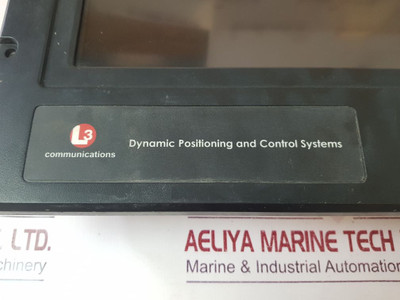 L3
communications
Dynamic Positioning and Control Systems
LTD.
AELIYA MARINE TECH
chinery
Marine & Industrial Automation